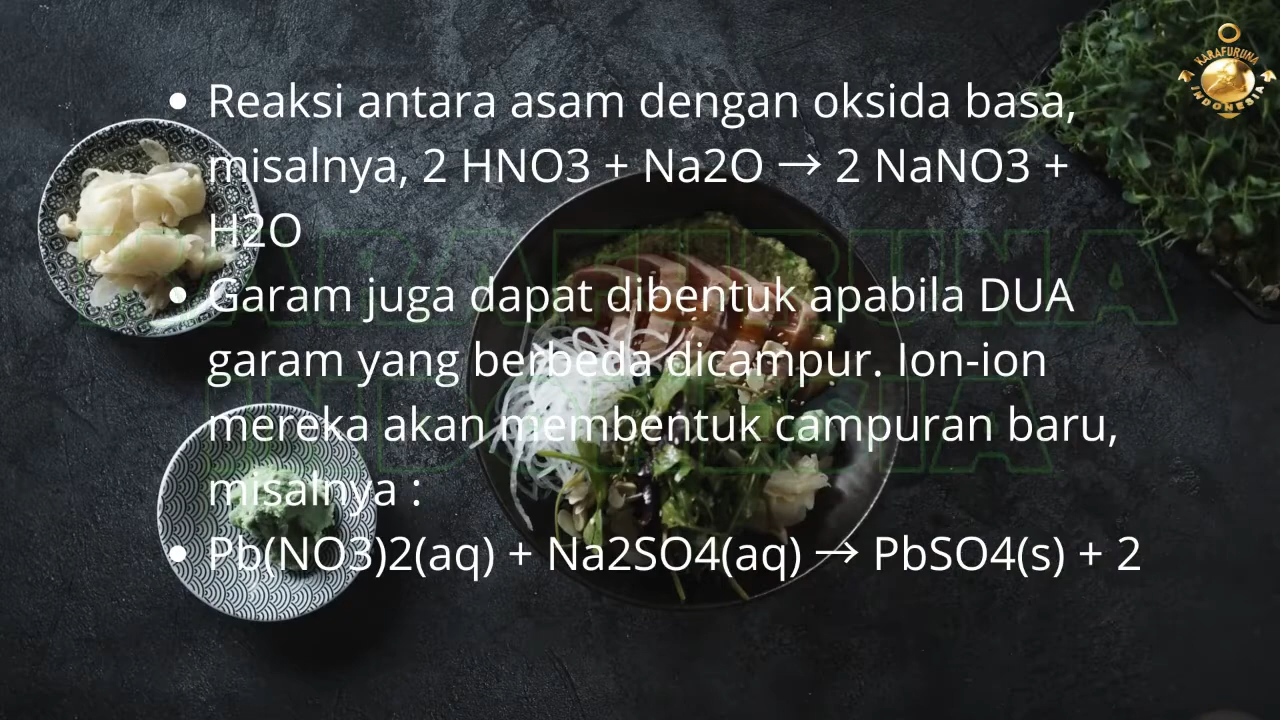 KARAFURUNA
INDONESIA
• Reaksi antara asam dengan oksida basa,
misalnya, 2 HNO3 + Na2O → 2 NaNO3 +
H2O
• Garam juga dapat dibentuk apabila DUA
garam yang berbeda dicampur. Ion-ion
mereka akan membentuk campuran baru,
misalnya :
• Pb(NO3)2(aq) + Na2SO4(aq) → PbSO4(s) + 2
KARAFURUNA
INDONESIA